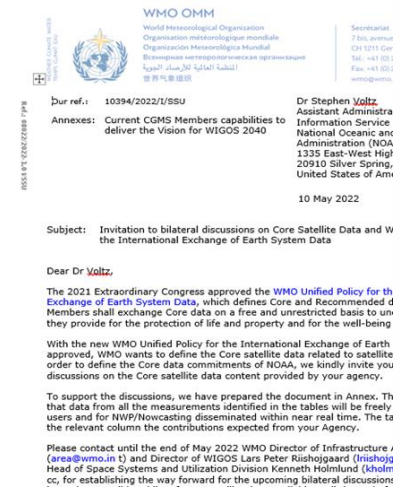 WMO OMM
World Meteorological Organization
Organisation météorologique mondiale
Organización Meteorológica Mundial
Всемирная метеорологическая организация
المنظمة العالمية للأرصاد الجوية
世界气象组织
Secrétariat
7 bis, avenue
CH 1211 Gen
Tél.: +41 (0)
Fax: +41 (0)
wmo@wmo.
WEATHER CLIMATE WATER
TEMPS CLIMAT EAU
Our ref.: 10394/2022/I/SSU
Annexes: Current CGMS Members capabilities to
deliver the Vision for WIGOS 2040
Dr Stephen Voltz
Assistant Administra
Information Service
National Oceanic and
Administration (NOA
1335 East-West High
20910 Silver Spring,
United States of Ame
10 May 2022
Subject: Invitation to bilateral discussions on Core Satellite Data and W
the International Exchange of Earth System Data
Dear Dr Voltz,
The 2021 Extraordinary Congress approved the WMO Unified Policy for th
Exchange of Earth System Data, which defines Core and Recommended d
Members shall exchange Core data on a free and unrestricted basis to un
they provide for the protection of life and property and for the well-being
With the new WMO Unified Policy for the International Exchange of Earth
approved, WMO wants to define the Core satellite data related to satellite
order to define the Core data commitments of NOAA, we kindly invite you
discussions on the Core satellite data content provided by your agency.
To support the discussions, we have prepared the document in Annex. Th
that data from all the measurements identified in the tables will be freely
users and for NWP/Nowcasting disseminated within near real time. The ta
the relevant column the contributions expected from your Agency.
Please contact until the end of May 2022 WMO Director of Infrastructure A
(area@wmo.in t) and Director of WIGOS Lars Peter Riishojgaard (lriishojg
Head of Space Systems and Utilization Division Kenneth Holmlund (kholm
cc, for establishing the way forward for the upcoming bilateral discussions